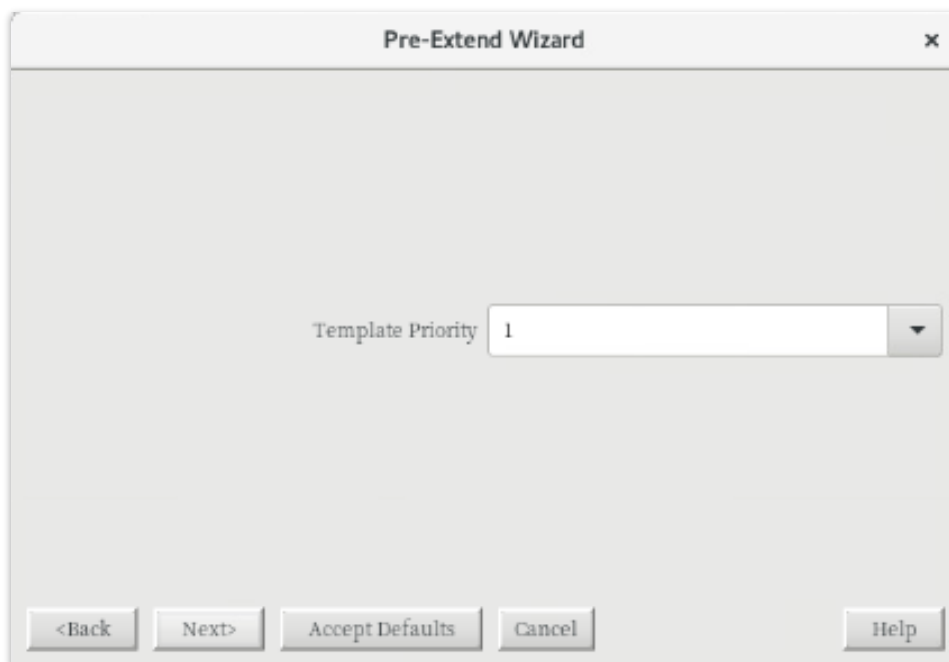 Pre-Extend Wizard
Template Priority 1
<Back Next> Accept Defaults Cancel Help